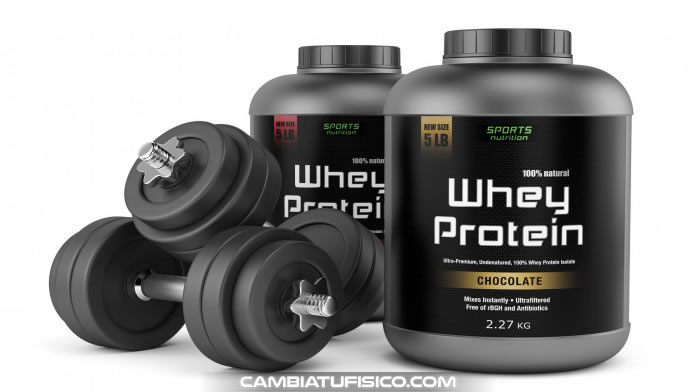 NEW SIZE
5 LB
SPORTS
nutrition
100% natural
Whey
Protein
NEW SIZE
5 LB
SPORTS
nutrition
100% natural
Whey
Protein
Ultra-Premium, Undenatured, 100% Whey Protein Isolate
CHOCOLATE
Mixes Instantly • Ultrafiltered
Free of rBGH and Antibiotics
2.27 KG
CAMBIATUFISICO.COM